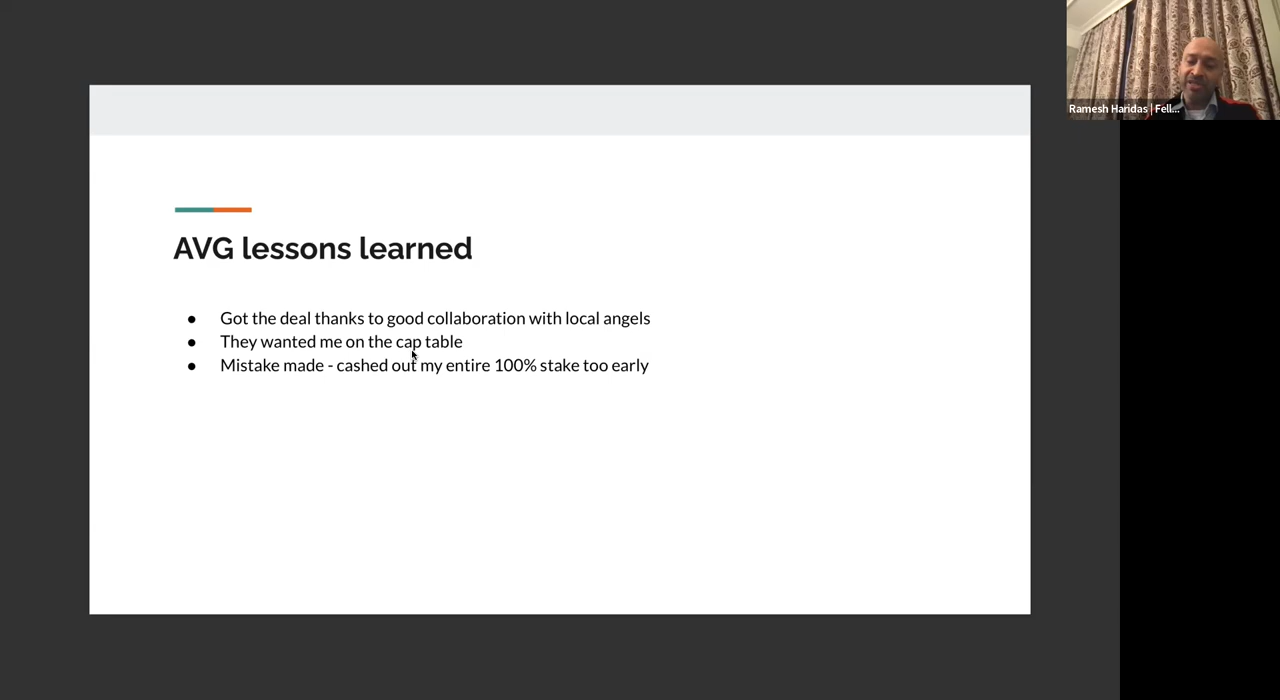 Ramesh Haridas | Fell...
AVG lessons learned
● Got the deal thanks to good collaboration with local angels
● They wanted me on the cap table
● Mistake made - cashed out my entire 100% stake too early